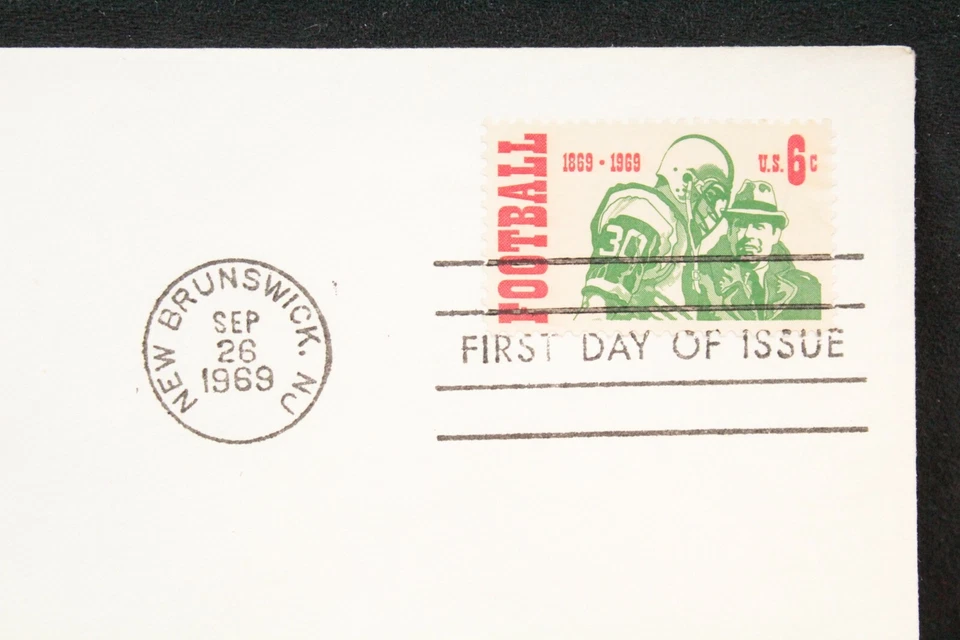 FOOTBALL
1869 • 1969
U.S. 6c
30
NEW BRUNSWICK. NJ
SEP
26
1969
FIRST DAY OF ISSUE